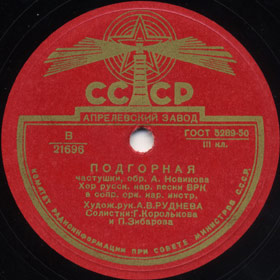 СССР
АПРЕЛЕВСКИЙ ЗАВОД
В
21696
ГОСТ 5289-50
III кл.
ПОДГОРНАЯ
частушки, обр. А. Новикова
Хор русск. нар. песни ВРК
в сопр. орк. нар. инстр.
Худож.рук.А.В.РУДНЕВА
Солистки: Г. Королькова
и П. Зибарова
КОМИТЕТ РАДИОИНФОРМАЦИИ ПРИ СОВЕТЕ МИНИСТРОВ СССР.